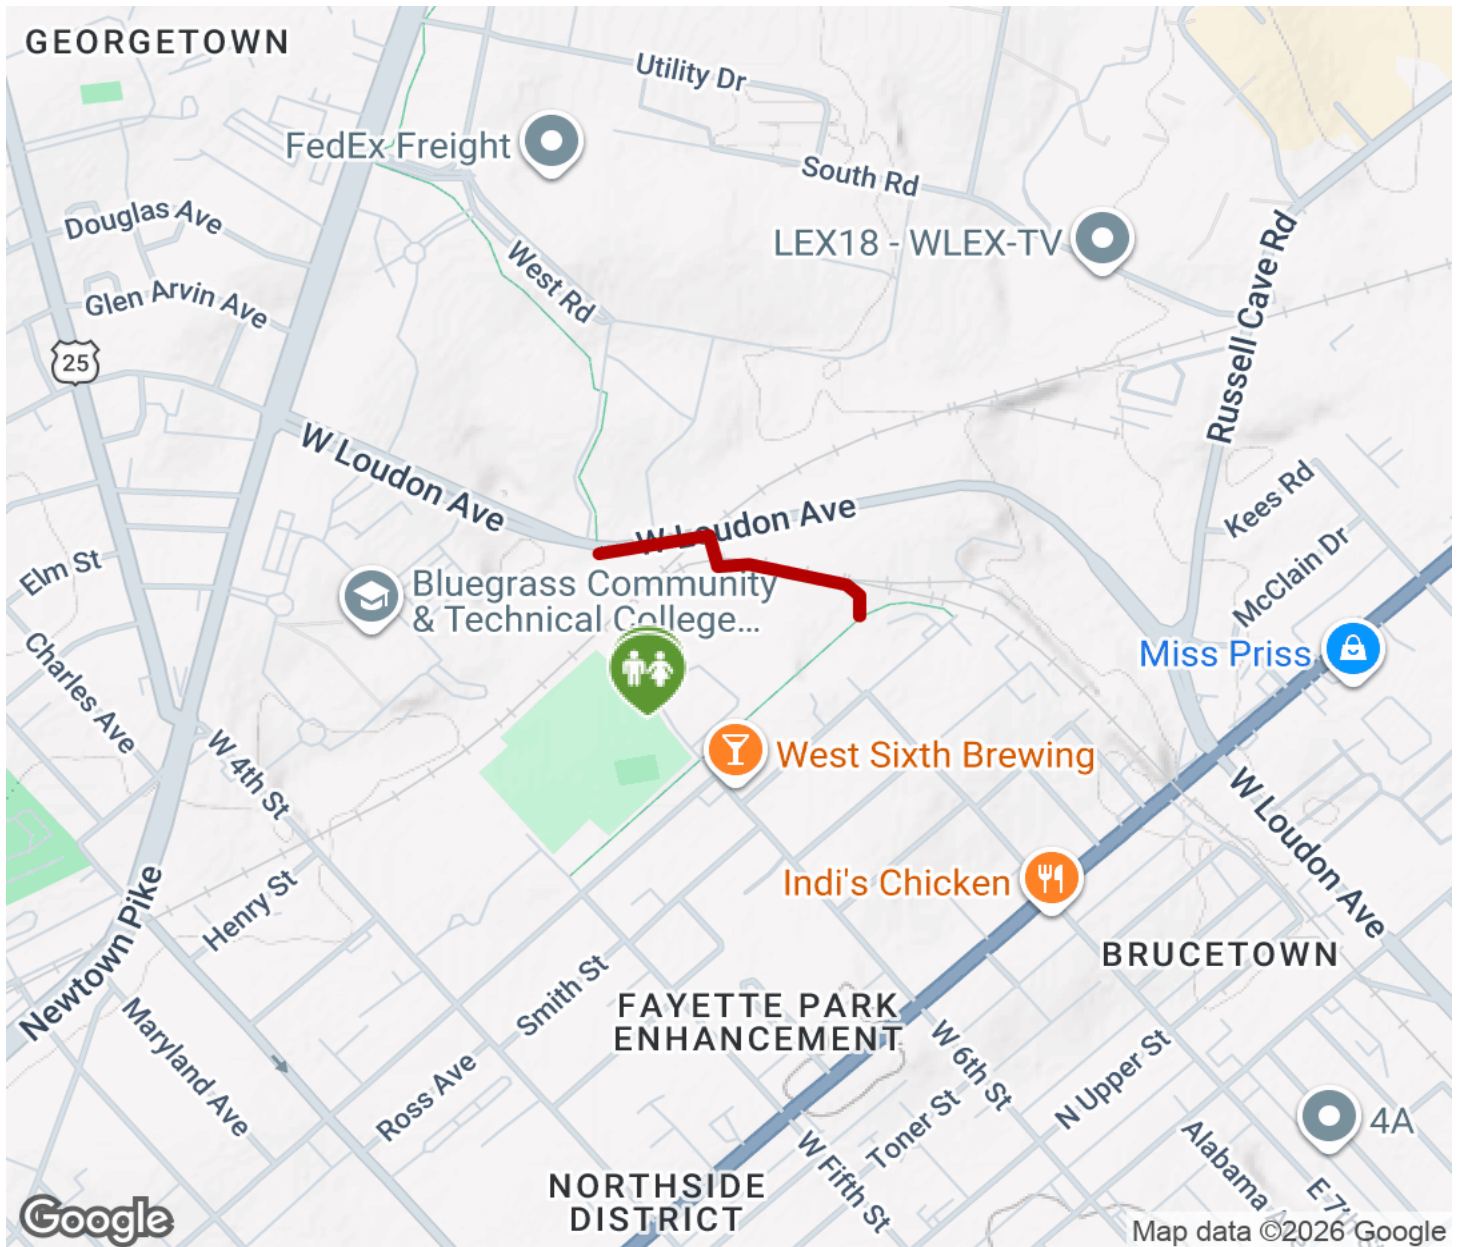 GEORGETOWN
Utility Dr
FedEx Freight
South Rd
Douglas Ave
LEX18 - WLEX-TV
West Rd
Russell Cave Rd
Glen Arvin Ave
25
W Loudon Ave
W Loudon Ave
Kees Rd
McClain Dr
Elm St
Bluegrass Community
& Technical College...
Charles Ave
Miss Priss
W 4th St
West Sixth Brewing
W Loudon Ave
Indi's Chicken
Henry St
Newtown Pike
BRUCETOWN
Smith St
FAYETTE PARK
ENHANCEMENT
Maryland Ave
Ross Ave
W 6th St
N Upper St
Toner St
4A
Alabama
W Fifth St
NORTHSIDE
DISTRICT
Google
Map data ©2026 Google